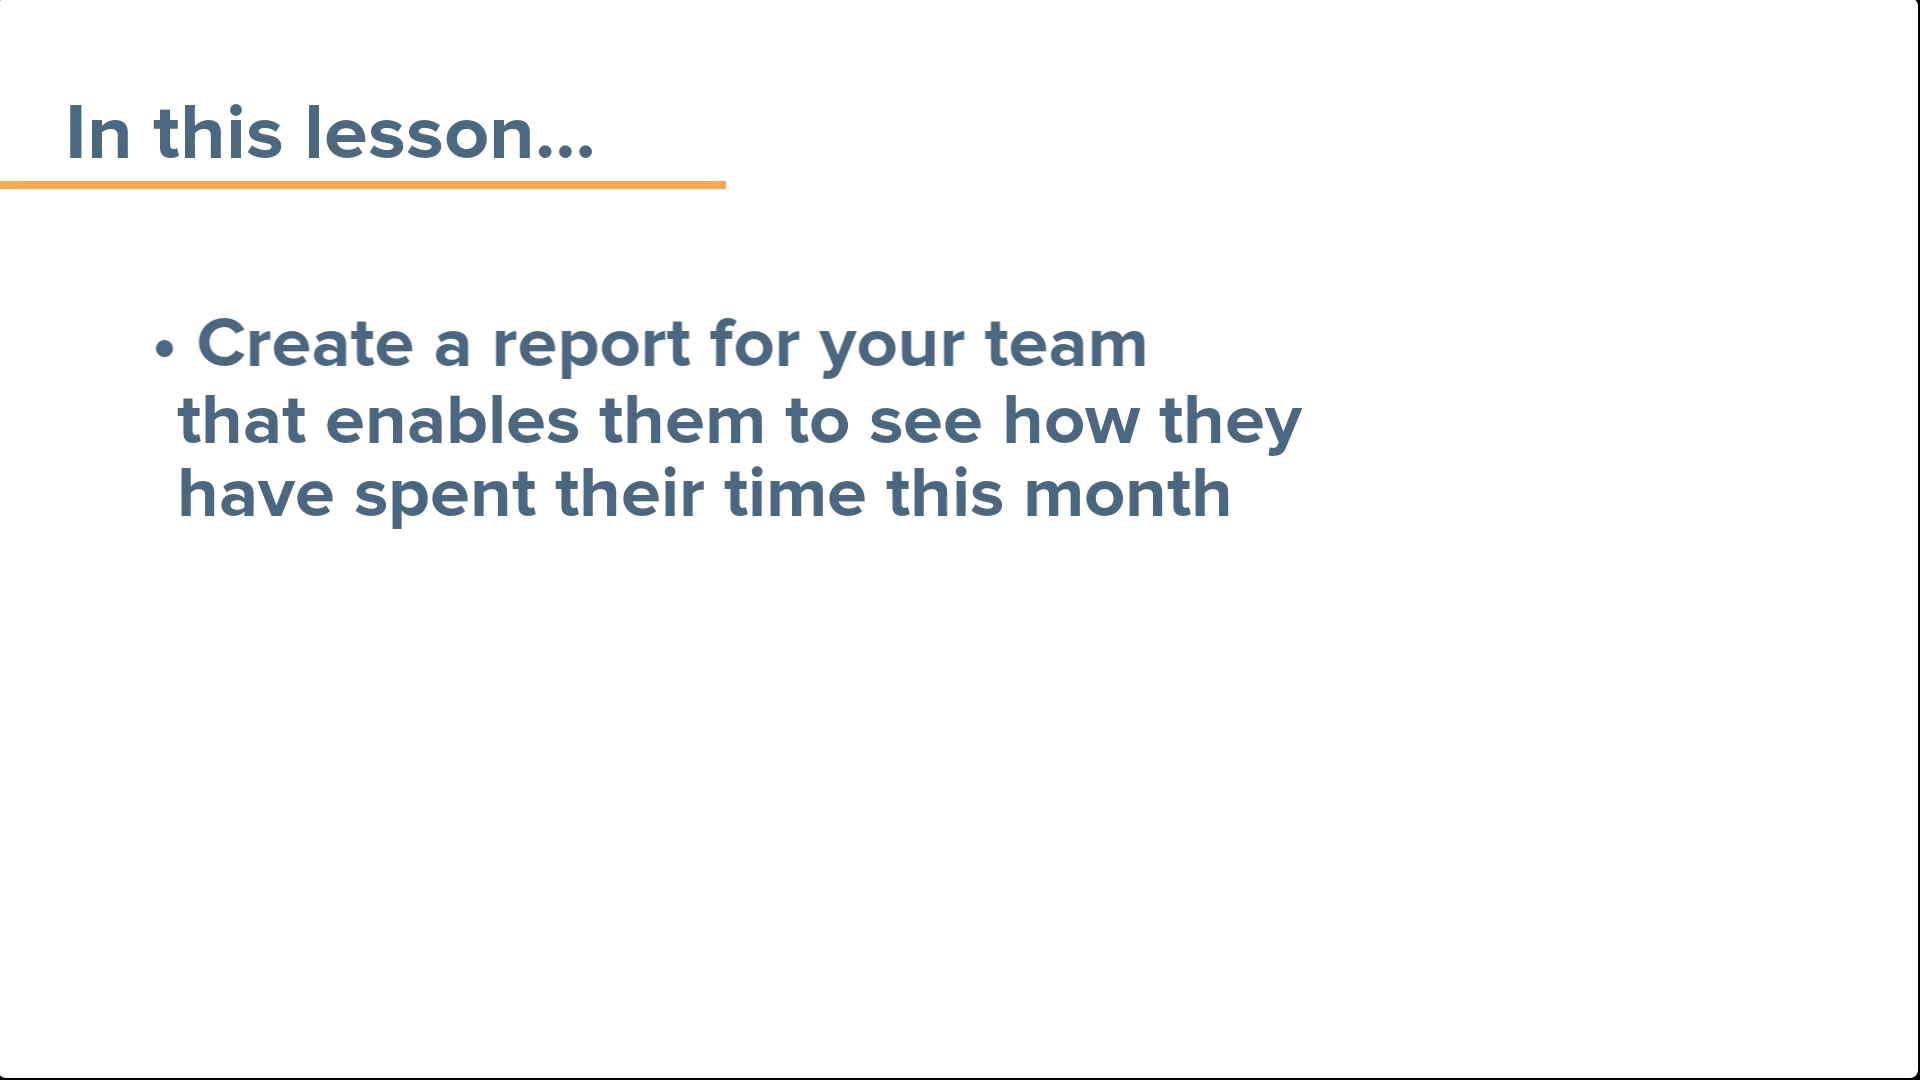 In this lesson...
• Create a report for your team
that enables them to see how they
have spent their time this month